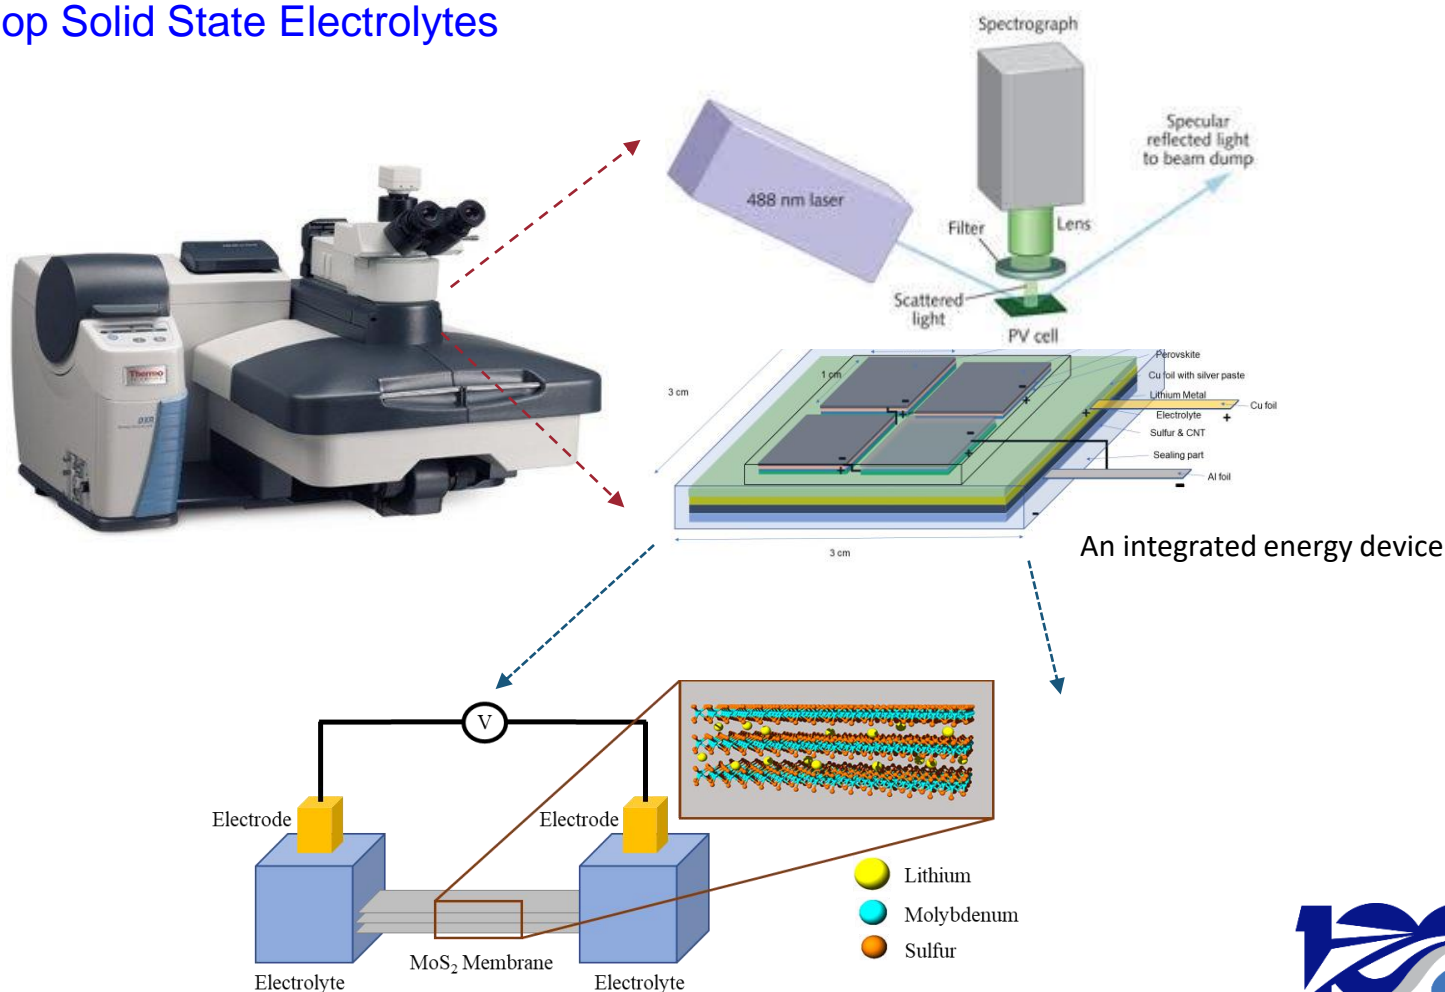 op Solid State Electrolytes
Spectrograph
Specular
reflected light
to beam dump
488 nm laser
Filter
Lens
Scattered
light
PV cell
Thermo
DXR
Perovskite
1 cm
Cu foil with silver paste
3 cm
Lithium Metal
Cu foil
Electrolyte
+
Sulfur & CNT
Sealing part
Al foil
-
3 cm
An integrated energy device
V
Electrode
Electrode
Lithium
Molybdenum
Sulfur
MoS2 Membrane
Electrolyte
Electrolyte